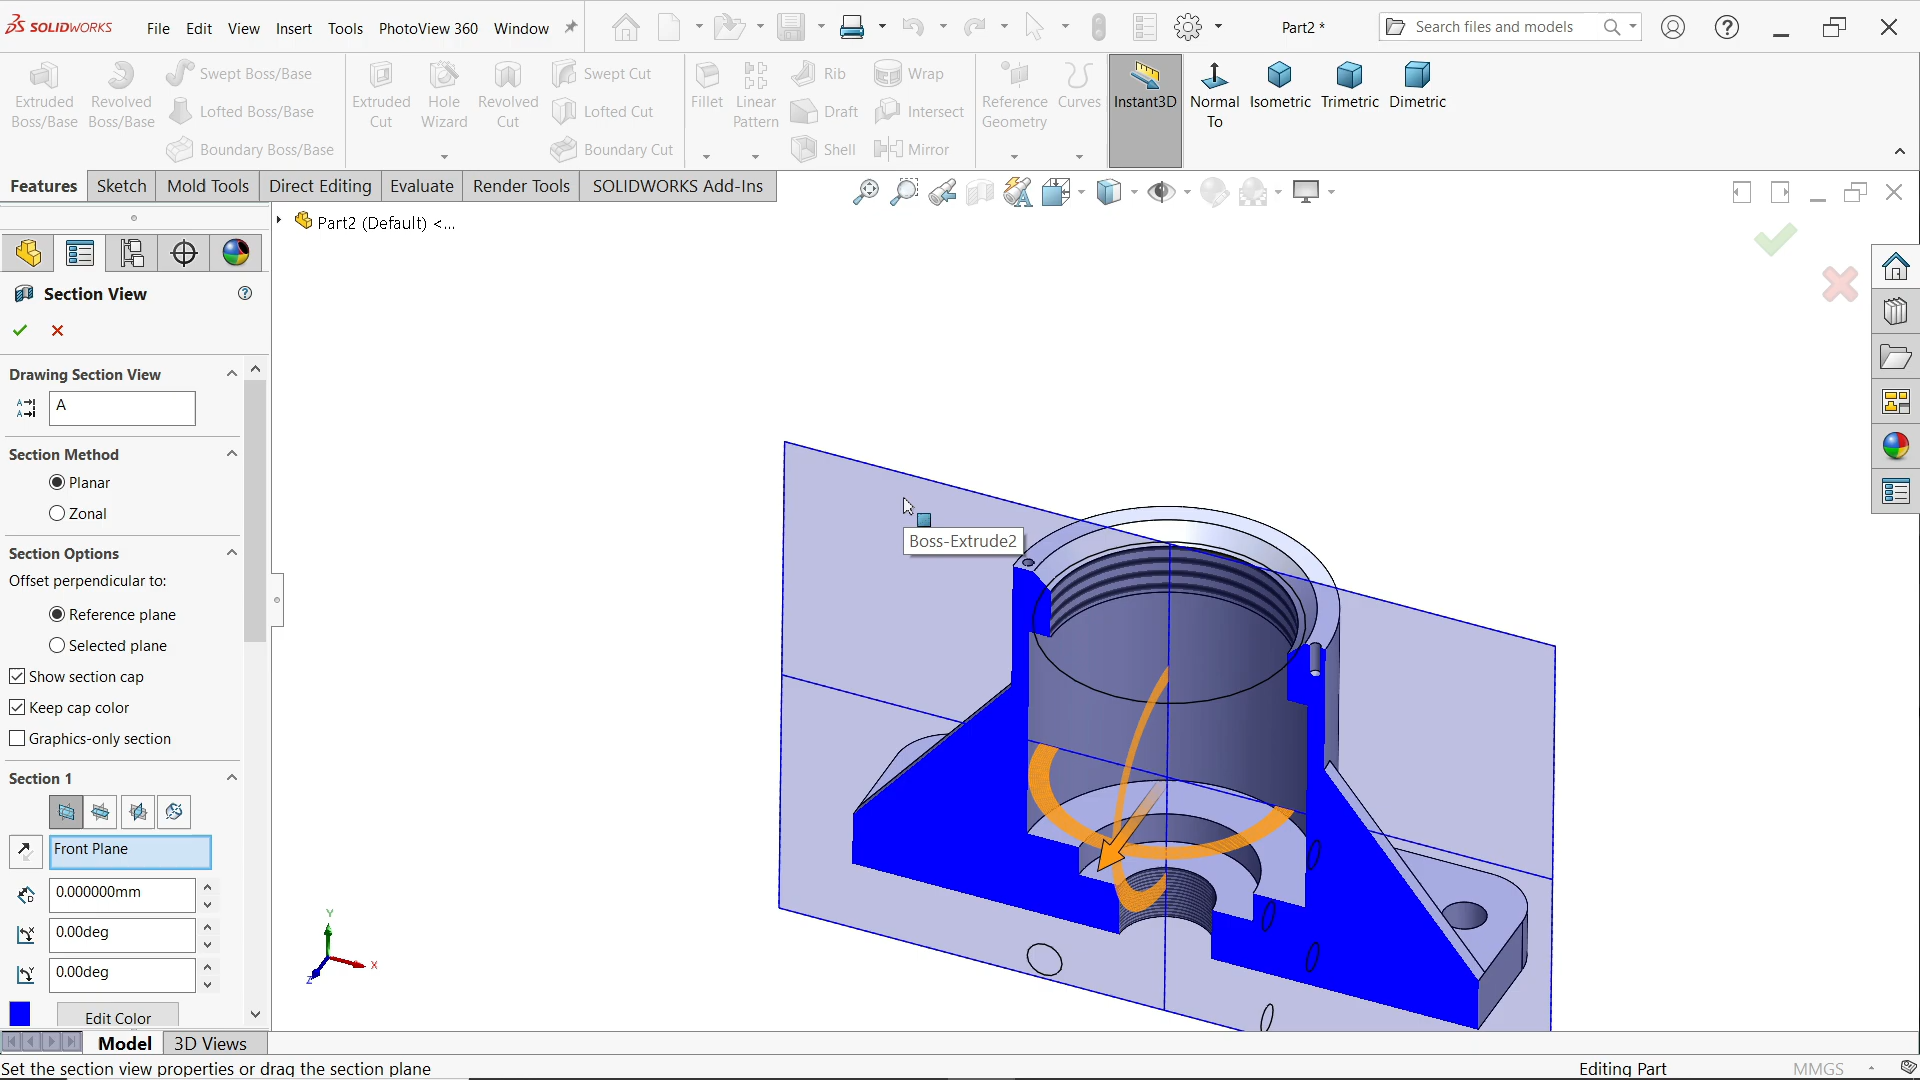 SOLIDWORKS File Edit View Insert Tools PhotoView 360 Window Part2 * Search files and models
Extruded Boss/Base
Revolved Boss/Base
Swept Boss/Base
Lofted Boss/Base
Boundary Boss/Base
Extruded Cut
Hole Wizard
Revolved Cut
Swept Cut
Lofted Cut
Boundary Cut
Fillet
Linear Pattern
Rib
Draft
Shell
Wrap
Intersect
Mirror
Reference Geometry
Curves
Instant3D
Normal To
Isometric
Trimetric
Dimetric
Features Sketch Mold Tools Direct Editing Evaluate Render Tools SOLIDWORKS Add-Ins
Part2 (Default) <...
Section View
Drawing Section View
A
Section Method
Planar
Zonal
Section Options
Offset perpendicular to:
Reference plane
Selected plane
Show section cap
Keep cap color
Graphics-only section
Section 1
Front Plane
0.000000mm
0.00deg
0.00deg
Edit Color
Boss-Extrude2
Y
X
Z
Model 3D Views
Set the section view properties or drag the section plane
Editing Part
MMGS